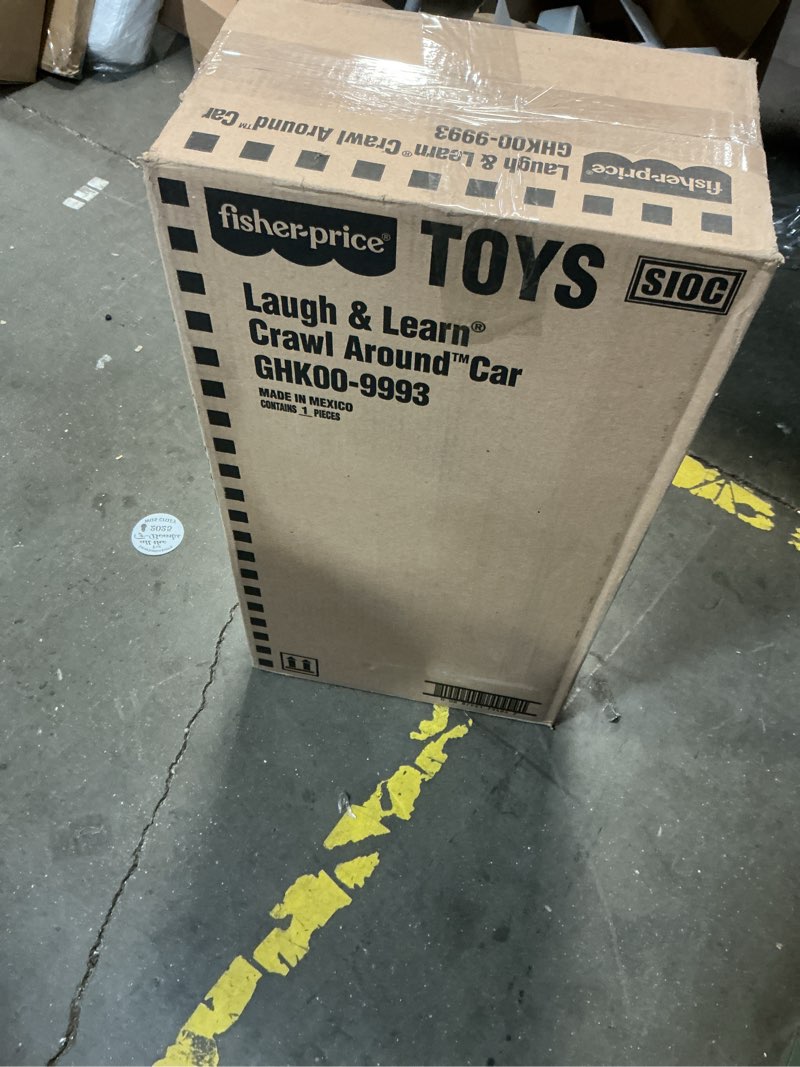 Laugh & Learn® Crawl Around™ Car
GHK00-9993
fisher-price®
fisher-price®
TOYS
SIOC
Laugh & Learn®
Crawl Around™ Car
GHK00-9993
MADE IN MEXICO
CONTAINS 1 PIECES